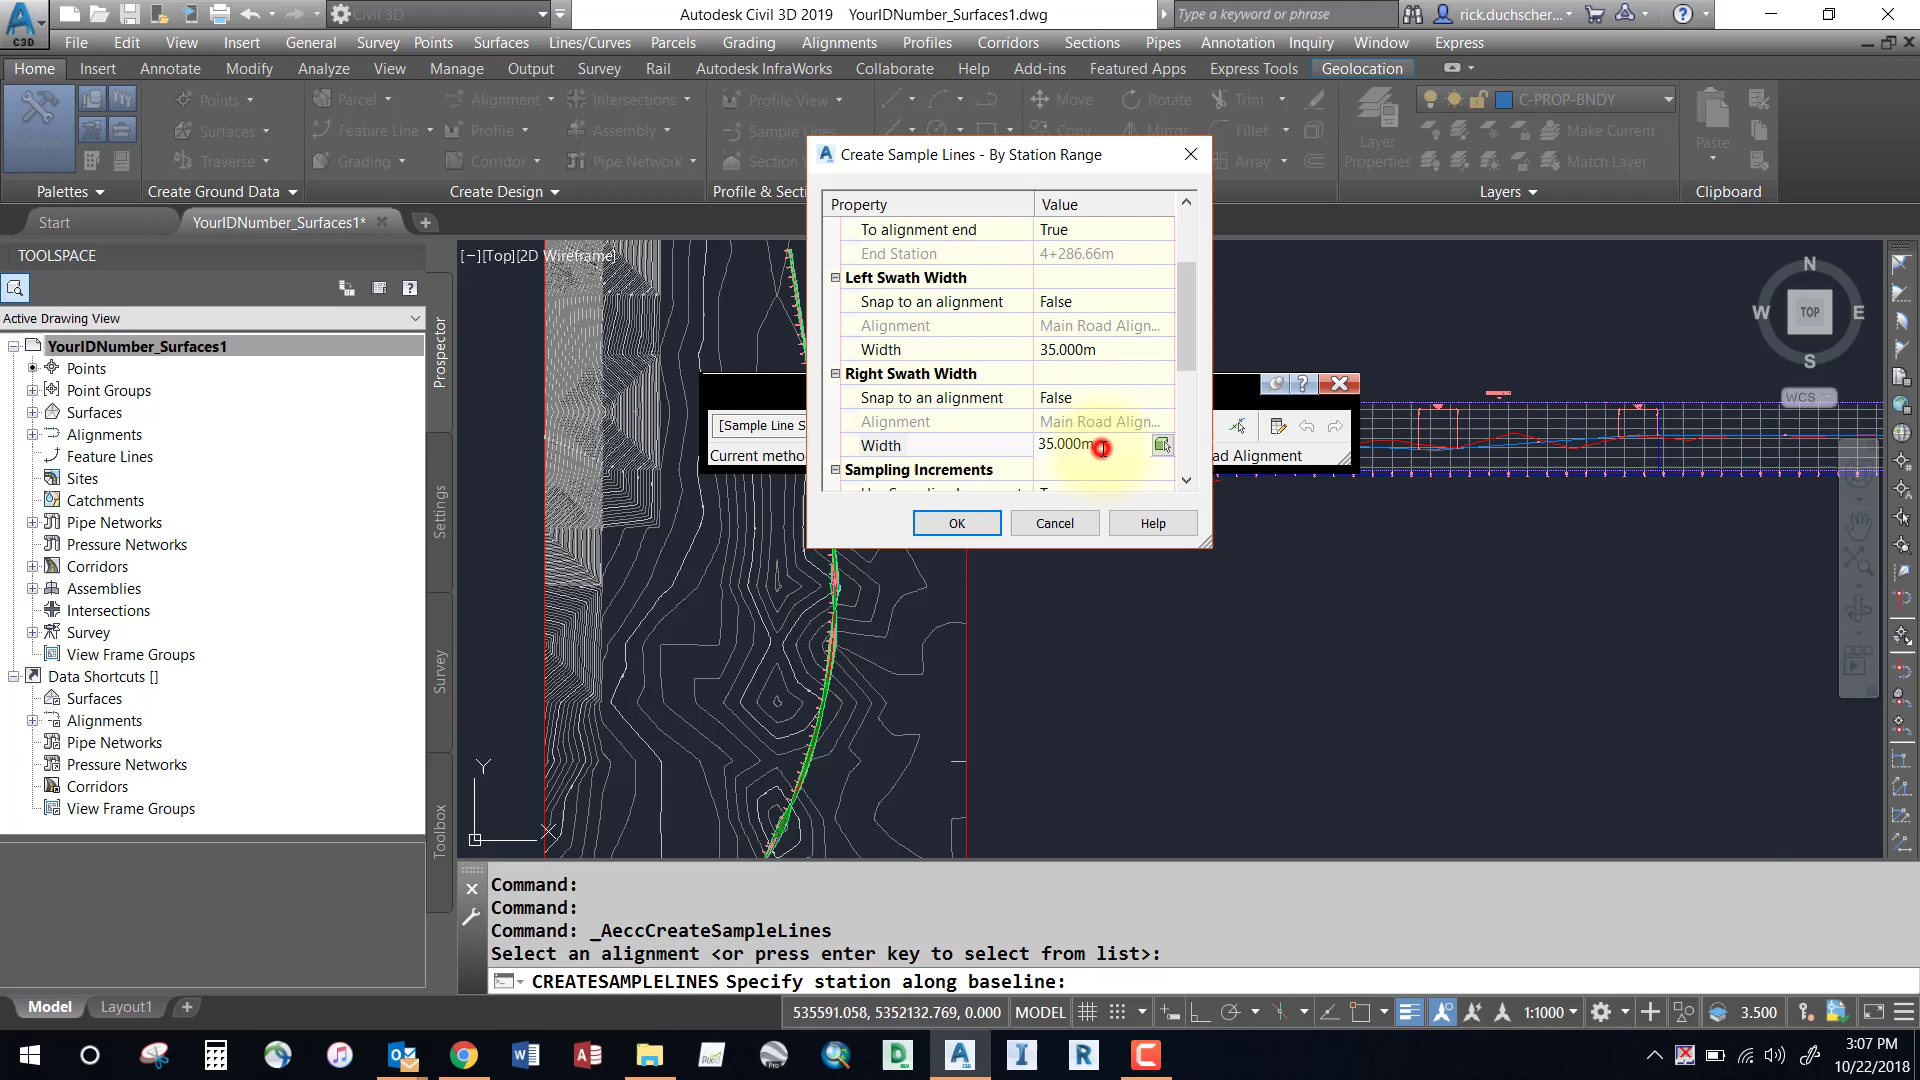 C3D
Civil 3D
Autodesk Civil 3D 2019 YourIDNumber_Surfaces1.dwg
Type a keyword or phrase
rick.duchscher...
File Edit View Insert General Survey Points Surfaces Lines/Curves Parcels Grading Alignments Profiles Corridors Sections Pipes Annotation Inquiry Window Express
Home Insert Annotate Modify Analyze View Manage Output Survey Rail Autodesk InfraWorks Collaborate Help Add-ins Featured Apps Express Tools Geolocation
Points Parcel Alignment Intersections Profile View Move Rotate Trim C-PROP-BNDY
Surfaces Feature Line Profile Assembly Sample Lines Copy Mirror Fillet Make Current
Toolspace Traverse Grading Corridor Pipe Network Section Array Layer Properties Match Layer Paste
Palettes Create Ground Data Create Design Profile & Secti Layers Clipboard
Start YourIDNumber_Surfaces1*
TOOLSPACE
Active Drawing View
YourIDNumber_Surfaces1
Points
Point Groups
Surfaces
Alignments
Feature Lines
Sites
Catchments
Pipe Networks
Pressure Networks
Corridors
Assemblies
Intersections
Survey
View Frame Groups
Data Shortcuts []
Surfaces
Alignments
Pipe Networks
Pressure Networks
Corridors
View Frame Groups
Prospector
Settings
Survey
Toolbox
[−][Top][2D Wireframe]
Create Sample Lines - By Station Range
Property Value
To alignment end True
End Station 4+286.66m
Left Swath Width
Snap to an alignment False
Alignment Main Road Align...
Width 35.000m
Right Swath Width
Snap to an alignment False
Alignment Main Road Align...
Width 35.000m
Sampling Increments
OK Cancel Help
[Sample Line S
Current metho
ad Alignment
N
W TOP E
S
WCS
Y
X
Command:
Command:
Command: _AeccCreateSampleLines
Select an alignment <or press enter key to select from list>:
CREATESAMPLELINES Specify station along baseline:
Model Layout1
535591.058, 5352132.769, 0.000 MODEL 1:1000 3.500
3:07 PM
10/22/2018